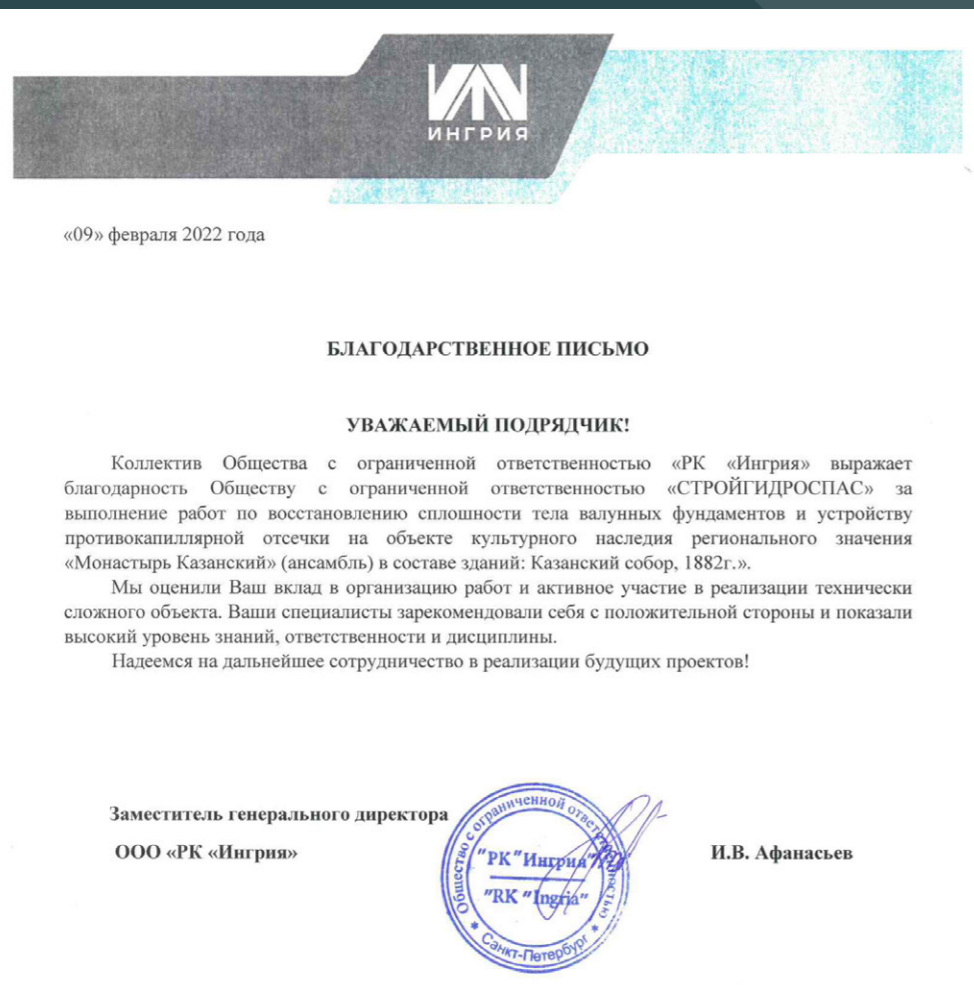 ИНГРИЯ
«09» февраля 2022 года
БЛАГОДАРСТВЕННОЕ ПИСЬМО
УВАЖАЕМЫЙ ПОДРЯДЧИК!
Коллектив Общества с ограниченной ответственностью «РК «Ингрия» выражает
благодарность Обществу с ограниченной ответственностью «СТРОЙГИДРОСПАС» за
выполнение работ по восстановлению сплошности тела валунных фундаментов и устройству
противокапиллярной отсечки на объекте культурного наследия регионального значения
«Монастырь Казанский» (ансамбль) в составе зданий: Казанский собор, 1882г.».
Мы оценили Ваш вклад в организацию работ и активное участие в реализации технически
сложного объекта. Ваши специалисты зарекомендовали себя с положительной стороны и показали
высокий уровень знаний, ответственности и дисциплины.
Надеемся на дальнейшее сотрудничество в реализации будущих проектов!
Заместитель генерального директора
ООО «РК «Ингрия»
И.В. Афанасьев
Общество с ограниченной ответственностью
"РК "Ингрия"
"RK "Ingria"
* Санкт-Петербург *